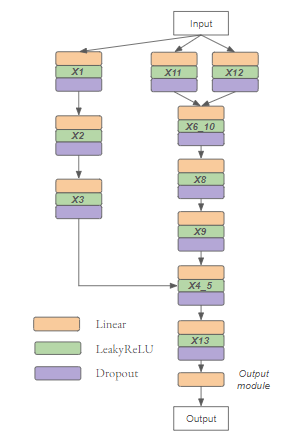 Input
X1
X11
X12
X6_10
X2
X8
X3
X9
X4_5
X13
Linear
LeakyReLU
Dropout
Output
module
Output